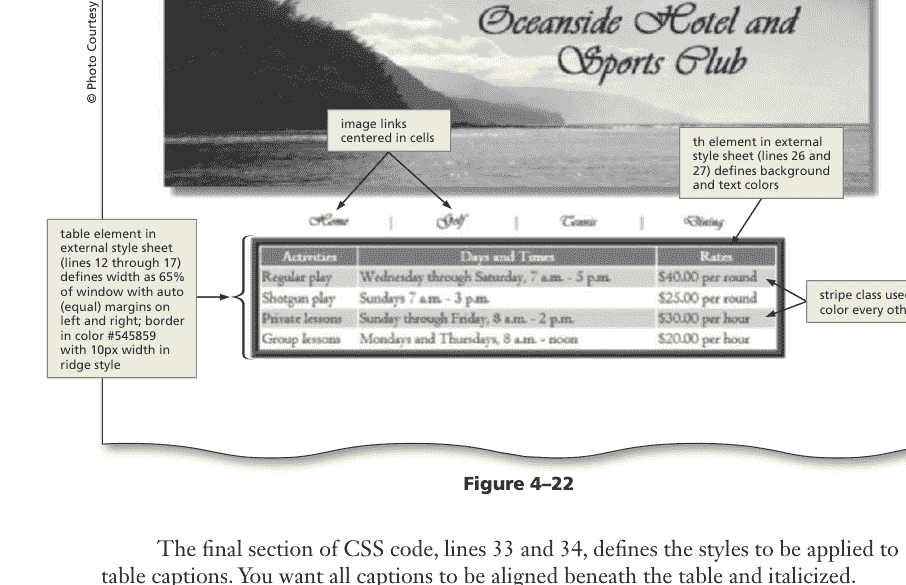 © Photo Courtesy
Oceanside Hotel and
Sports Club
image links
centered in cells
th element in external
style sheet (lines 26 and
27) defines background
and text colors
Home | Golf | Tennis | Dining
table element in
external style sheet
(lines 12 through 17)
defines width as 65%
of window with auto
(equal) margins on
left and right; border
in color #545859
with 10px width in
ridge style
Activities Days and Times Rates
Regular play Wednesday through Saturday, 7 a.m. - 5 p.m. $40.00 per round
Shotgun play Sundays 7 a.m. - 3 p.m. $25.00 per round
Private lessons Sunday through Friday, 8 a.m. - 2 p.m. $30.00 per hour
Group lessons Mondays and Thursdays, 8 a.m. - noon $20.00 per hour
stripe class use
color every oth
Figure 4–22
The final section of CSS code, lines 33 and 34, defines the styles to be applied to
table captions. You want all captions to be aligned beneath the table and italicized.